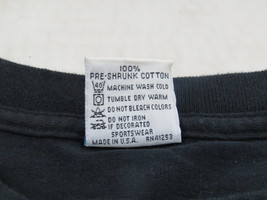 100%
PRE-SHRUNK COTTON
40° MACHINE WASH COLD
TUMBLE DRY WARM
DO NOT BLEACH COLORS
DO NOT IRON
IF DECORATED
SPORTSWEAR
MADE IN U.S.A. RN41253